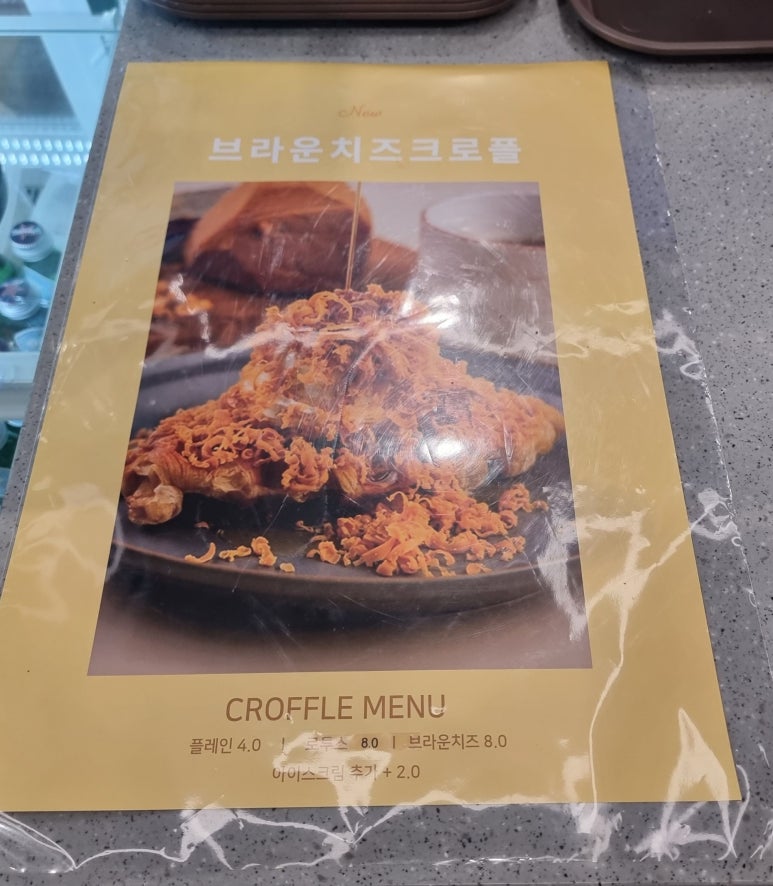 New
브라운치즈크로플
CROFFLE MENU
플레인 4.0 | 로투스 8.0 | 브라운치즈 8.0
아이스크림 추가 + 2.0